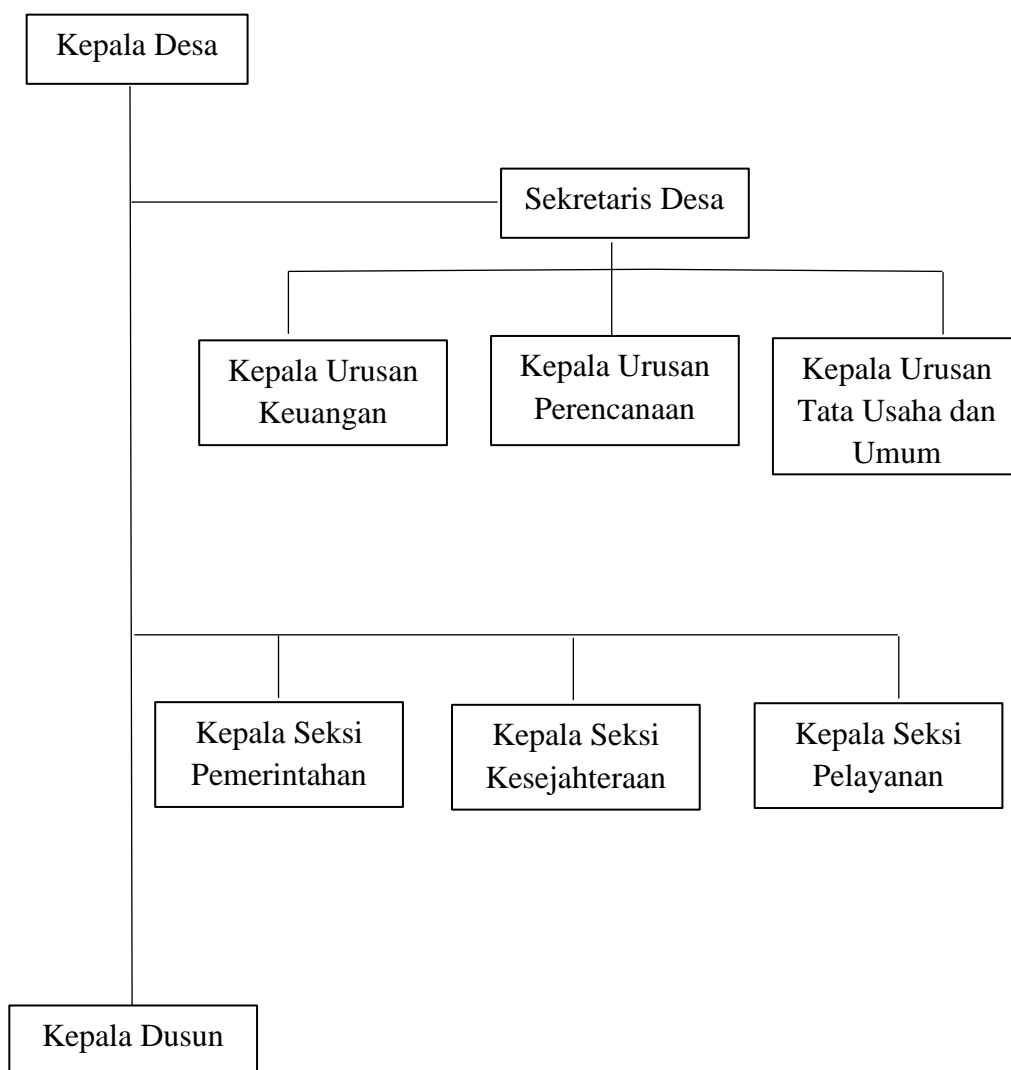 Kepala Desa
Sekretaris Desa
Kepala Urusan
Keuangan
Kepala Urusan
Perencanaan
Kepala Urusan
Tata Usaha dan
Umum
Kepala Seksi
Pemerintahan
Kepala Seksi
Kesejahteraan
Kepala Seksi
Pelayanan
Kepala Dusun